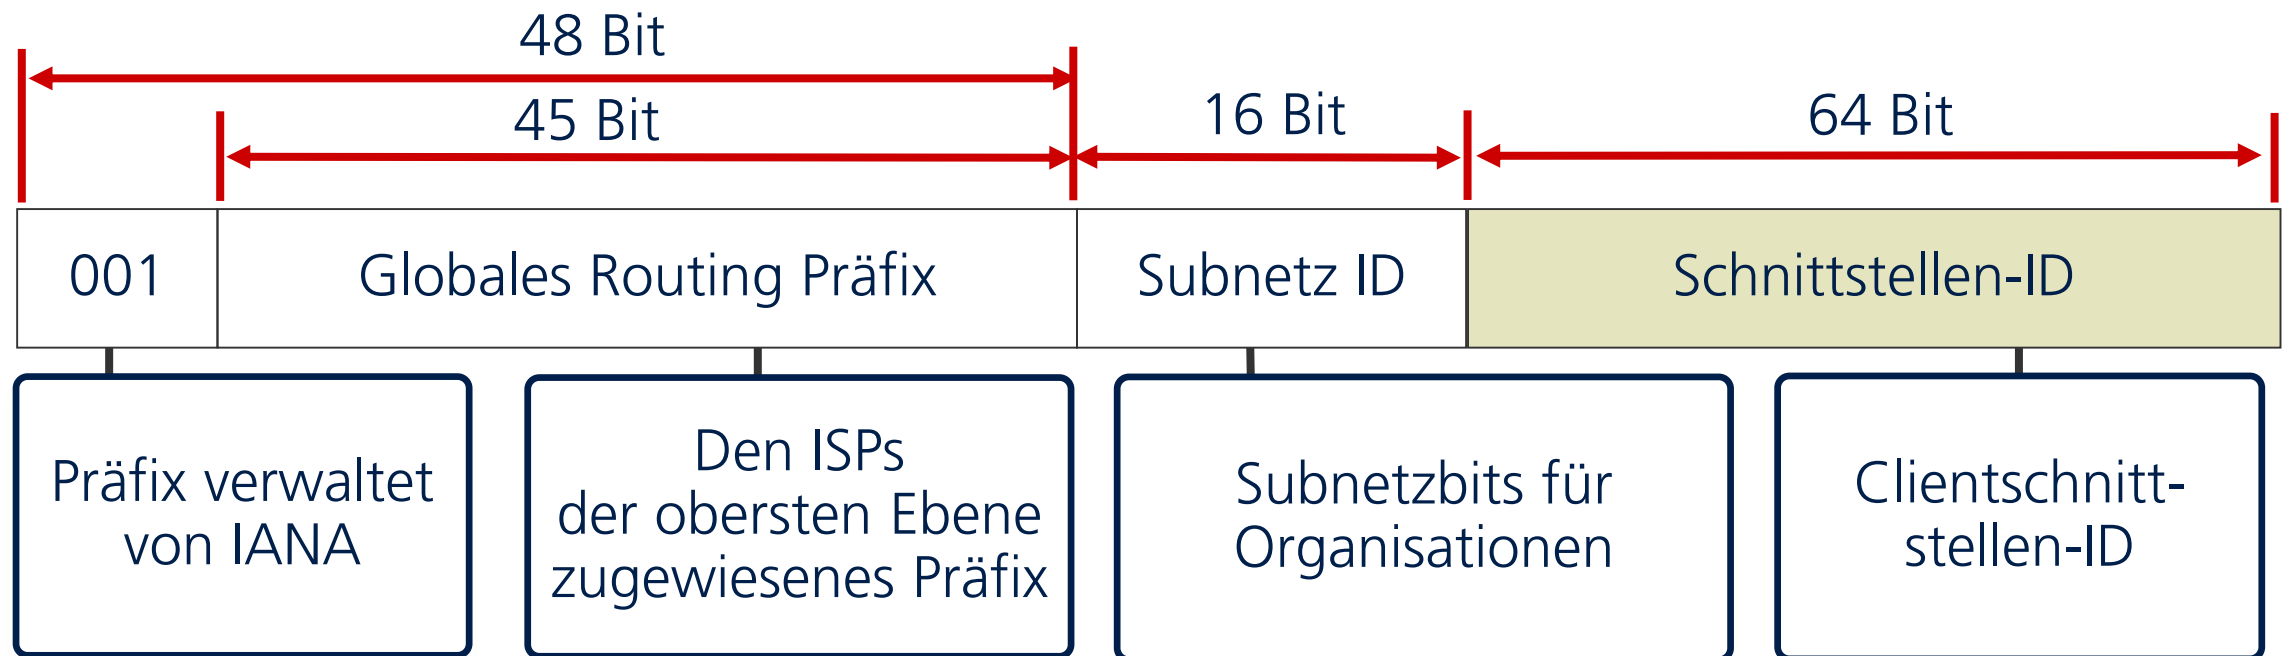 48 Bit
45 Bit
16 Bit
64 Bit
001
Globales Routing Präfix
Subnetz ID
Schnittstellen-ID
Präfix verwaltet
von IANA
Den ISPs
der obersten Ebene
zugewiesenes Präfix
Subnetzbits für
Organisationen
Clientschnitt-
stellen-ID